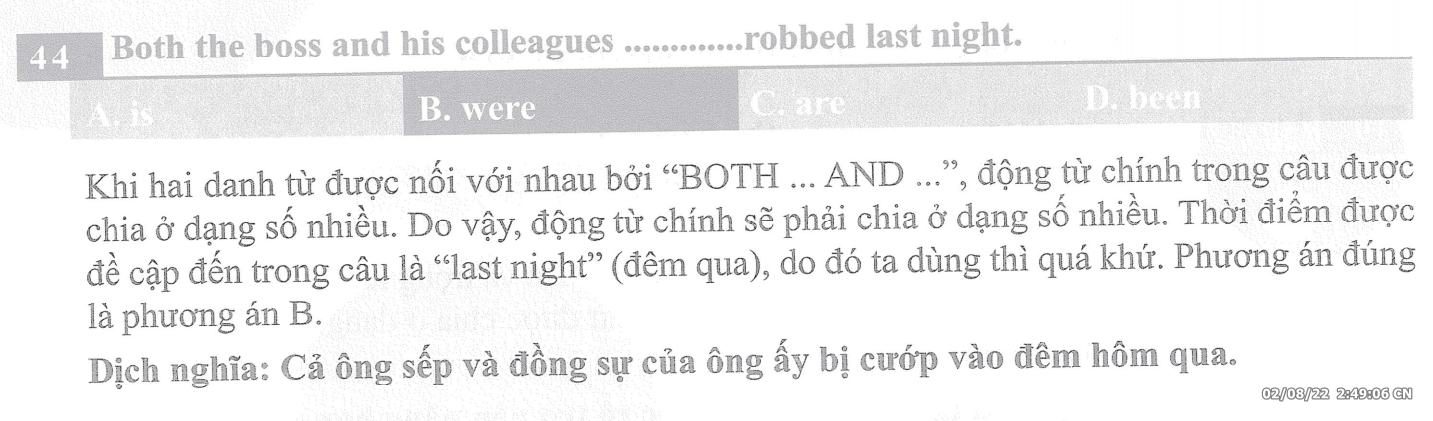 44 Both the boss and his colleagues .............robbed last night.
A. is B. were C. are D. been
Khi hai danh từ được nối với nhau bởi “BOTH ... AND ...”, động từ chính trong câu được
chia ở dạng số nhiều. Do vậy, động từ chính sẽ phải chia ở dạng số nhiều. Thời điểm được
đề cập đến trong câu là “last night” (đêm qua), do đó ta dùng thì quá khứ. Phương án đúng
là phương án B.
Dịch nghĩa: Cả ông sếp và đồng sự của ông ấy bị cướp vào đêm hôm qua.
02/08/22 2:49:06 CN